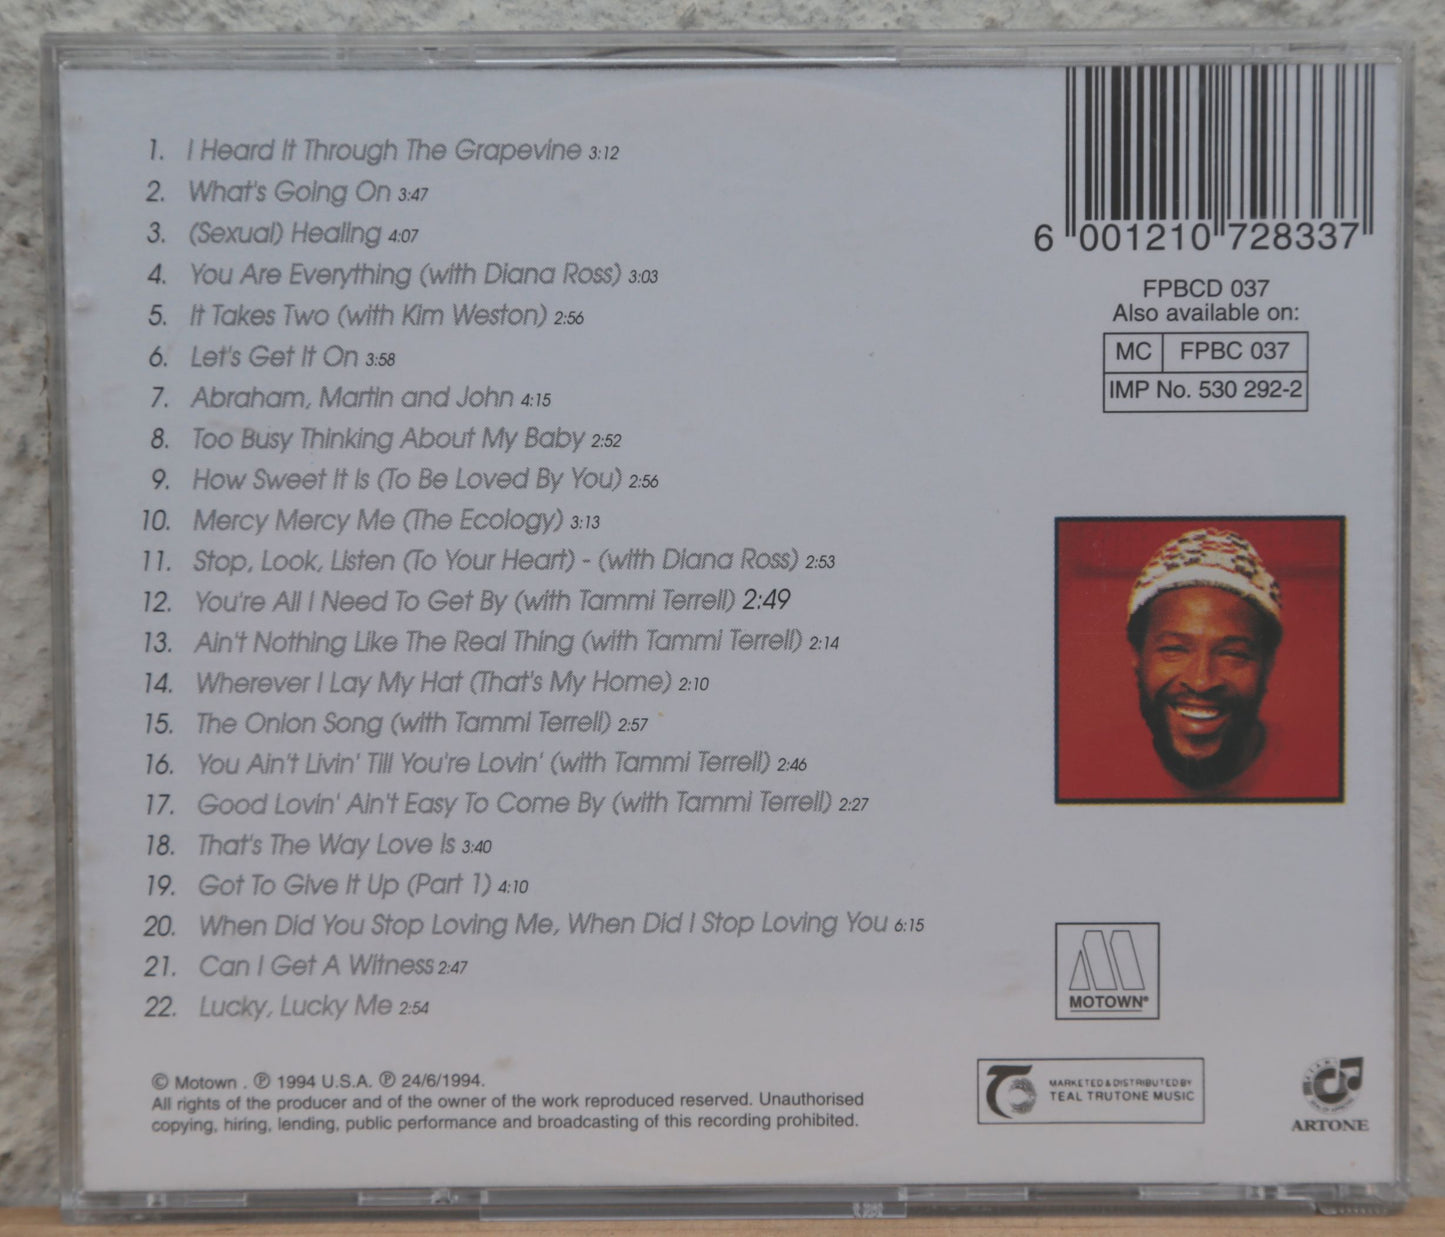 1. I Heard It Through The Grapevine 3:12
2. What's Going On 3:47
3. (Sexual) Healing 4:07
4. You Are Everything (with Diana Ross) 3:03
5. It Takes Two (with Kim Weston) 2:56
6. Let's Get It On 3:58
7. Abraham, Martin and John 4:15
8. Too Busy Thinking About My Baby 2:52
9. How Sweet It Is (To Be Loved By You) 2:56
10. Mercy Mercy Me (The Ecology) 3:13
11. Stop, Look, Listen (To Your Heart) - (with Diana Ross) 2:53
12. You're All I Need To Get By (with Tammi Terrell) 2:49
13. Ain't Nothing Like The Real Thing (with Tammi Terrell) 2:14
14. Wherever I Lay My Hat (That's My Home) 2:10
15. The Onion Song (with Tammi Terrell) 2:57
16. You Ain't Livin' Till You're Lovin' (with Tammi Terrell) 2:46
17. Good Lovin' Ain't Easy To Come By (with Tammi Terrell) 2:27
18. That's The Way Love Is 3:40
19. Got To Give It Up (Part 1) 4:10
20. When Did You Stop Loving Me, When Did I Stop Loving You 6:15
21. Can I Get A Witness 2:47
22. Lucky, Lucky Me 2:54
6 001210 728337
FPBCD 037
Also available on:
MC FPBC 037
IMP No. 530 292-2
MOTOWN®
© Motown . ℗ 1994 U.S.A. ℗ 24/6/1994.
All rights of the producer and of the owner of the work reproduced reserved. Unauthorised
copying, hiring, lending, public performance and broadcasting of this recording prohibited.
MARKETED & DISTRIBUTED BY
TEAL TRUTONE MUSIC
ARTONE